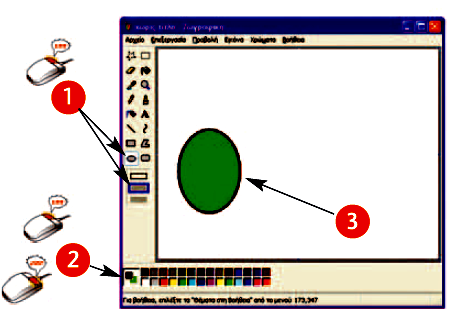 Ζωγραφική
Αρχείο Επεξεργασία Προβολή Εικόνα Χρώματα Βοήθεια
1
3
2
Για βοήθεια, επιλέξτε το "Θέματα στη Βοήθεια" από το μενού 173,347